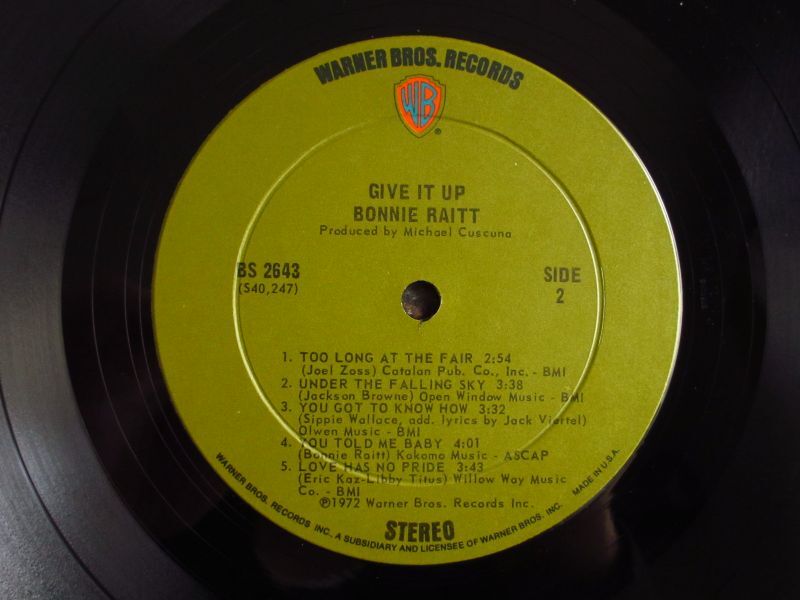 WARNER BROS. RECORDS
WB
®
GIVE IT UP
BONNIE RAITT
Produced by Michael Cuscuna
BS 2643
(S40,247)
SIDE
2
1. TOO LONG AT THE FAIR 2:54
(Joel Zoss) Catalan Pub. Co., Inc. - BMI
2. UNDER THE FALLING SKY 3:38
(Jackson Browne) Open Window Music - BMI
3. YOU GOT TO KNOW HOW 3:32
(Sippie Wallace, add. lyrics by Jack Viertel)
Olwen Music - BMI
4. YOU TOLD ME BABY 4:01
(Bonnie Raitt) Kokomo Music - ASCAP
5. LOVE HAS NO PRIDE 3:43
(Eric Kaz-Libby Titus) Willow Way Music
Co. - BMI
℗1972 Warner Bros. Records Inc.
STEREO
WARNER BROS. RECORDS INC. A SUBSIDIARY AND LICENSEE OF WARNER BROS. INC. MADE IN U.S.A.